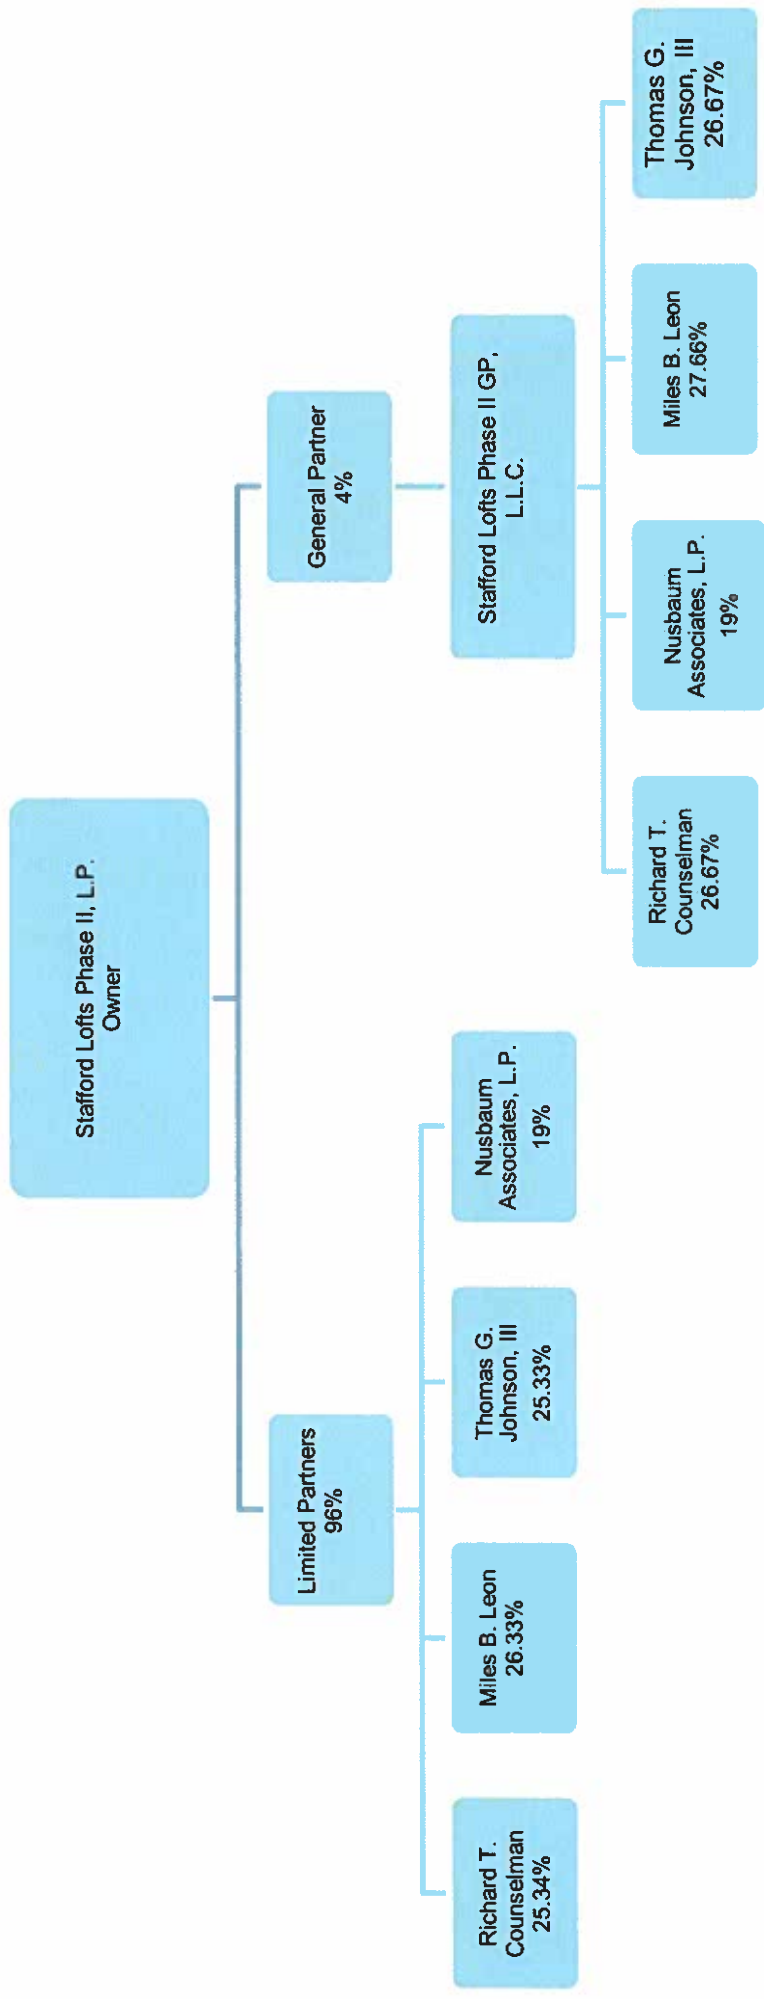 Stafford Lofts Phase II, L.P.
Owner
Limited Partners
96%
Richard T.
Counselman
25.34%
Miles B. Leon
26.33%
Thomas G.
Johnson, III
25.33%
Nusbaum
Associates, L.P.
19%
General Partner
4%
Stafford Lofts Phase II GP,
L.L.C.
Richard T.
Counselman
26.67%
Nusbaum
Associates, L.P.
19%
Miles B. Leon
27.66%
Thomas G.
Johnson, III
26.67%